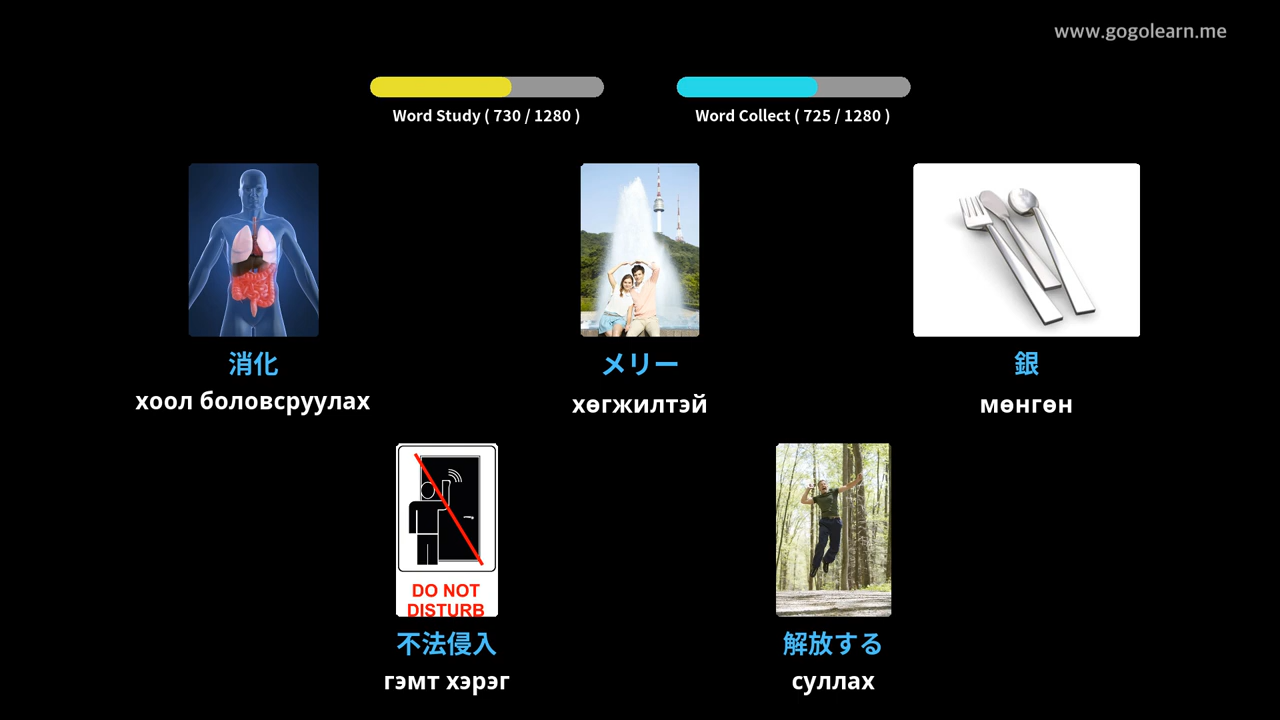 www.gogolearn.me
Word Study ( 730 / 1280 )
Word Collect ( 725 / 1280 )
消化
メリー
銀
хоол боловсруулах
хөгжилтэй
мөнгөн
DO NOT
DISTURB
不法侵入
解放する
гэмт хэрэг
суллах